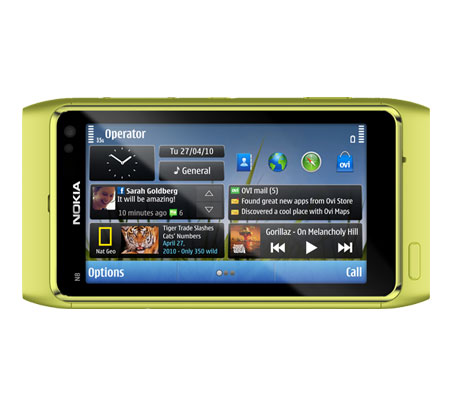 Operator
3.5G
Tu 27/04/10
General
f Sarah Goldberg
It will be amazing!
10 minutes ago 6
OVI mail (5)
Found great new apps from Ovi Store
Discovered a cool place with Ovi Maps
ovi
Nat Geo
Tiger Trade Slashes
Cats' Numbers
April 27,
2010 - Only 350 wild
Gorillaz - On Melancholy Hill
Options
Call
NOKIA
N8